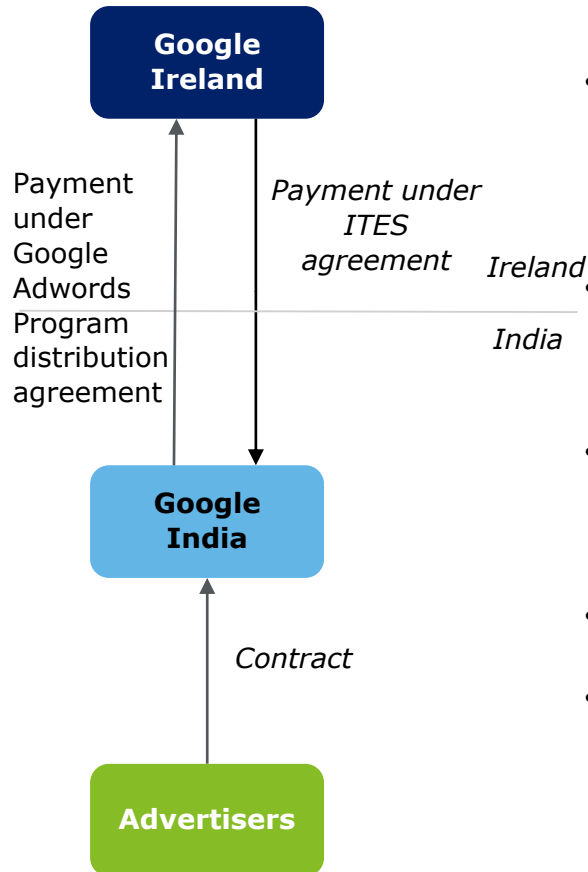 Google
Ireland
Payment
under
Google
Adwords
Program
distribution
agreement
Payment under
ITES
agreement
Ireland
India
Google
India
Contract
Advertisers